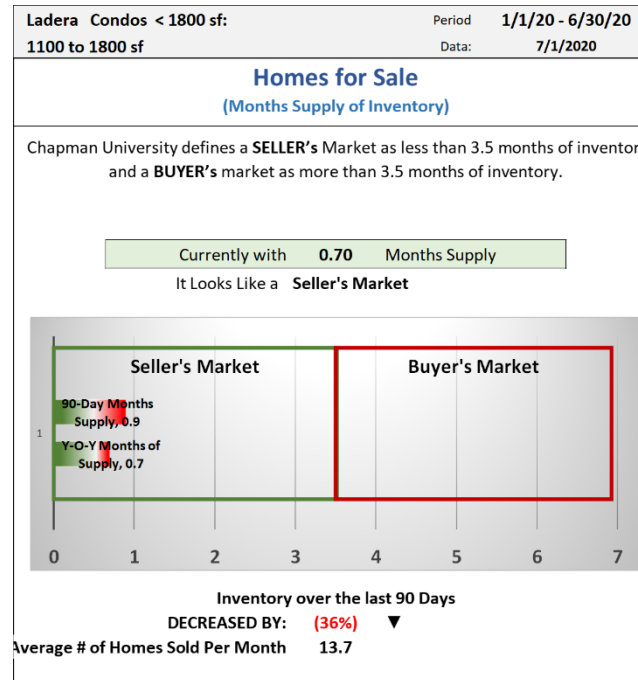 Ladera Condos < 1800 sf: Period 1/1/20 - 6/30/20
1100 to 1800 sf Data: 7/1/2020
Homes for Sale
(Months Supply of Inventory)
Chapman University defines a SELLER's Market as less than 3.5 months of inventor
and a BUYER's market as more than 3.5 months of inventory.
Currently with 0.70 Months Supply
It Looks Like a Seller's Market
Seller's Market Buyer's Market
90-Day Months
Supply, 0.9
1
Y-O-Y Months of
Supply, 0.7
0 1 2 3 4 5 6 7
Inventory over the last 90 Days
DECREASED BY: (36%) ▼
Average # of Homes Sold Per Month 13.7